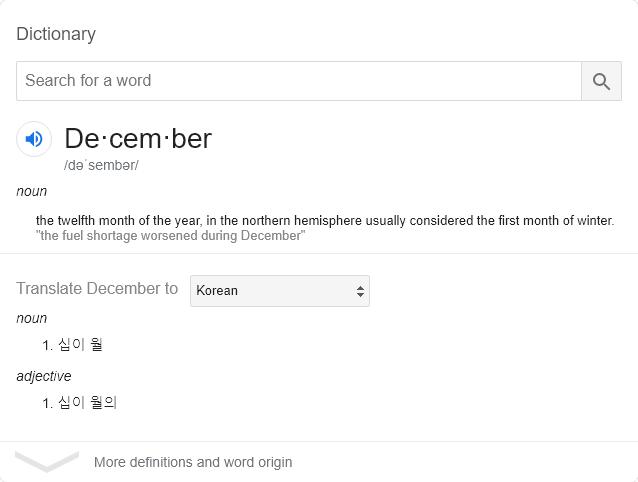 Dictionary
Search for a word
De·cem·ber
/dəˈsembər/
noun
the twelfth month of the year, in the northern hemisphere usually considered the first month of winter.
"the fuel shortage worsened during December"
Translate December to Korean
noun
1. 십이 월
adjective
1. 십이 월의
More definitions and word origin